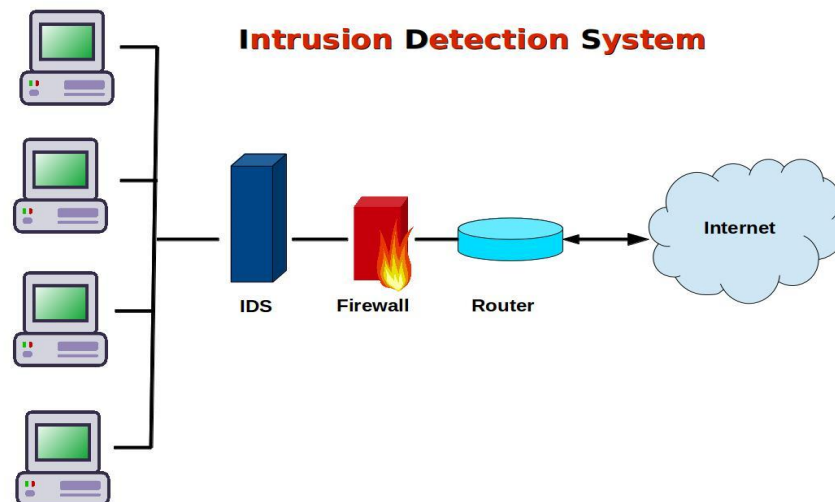 Intrusion Detection System
Internet
IDS
Firewall
Router